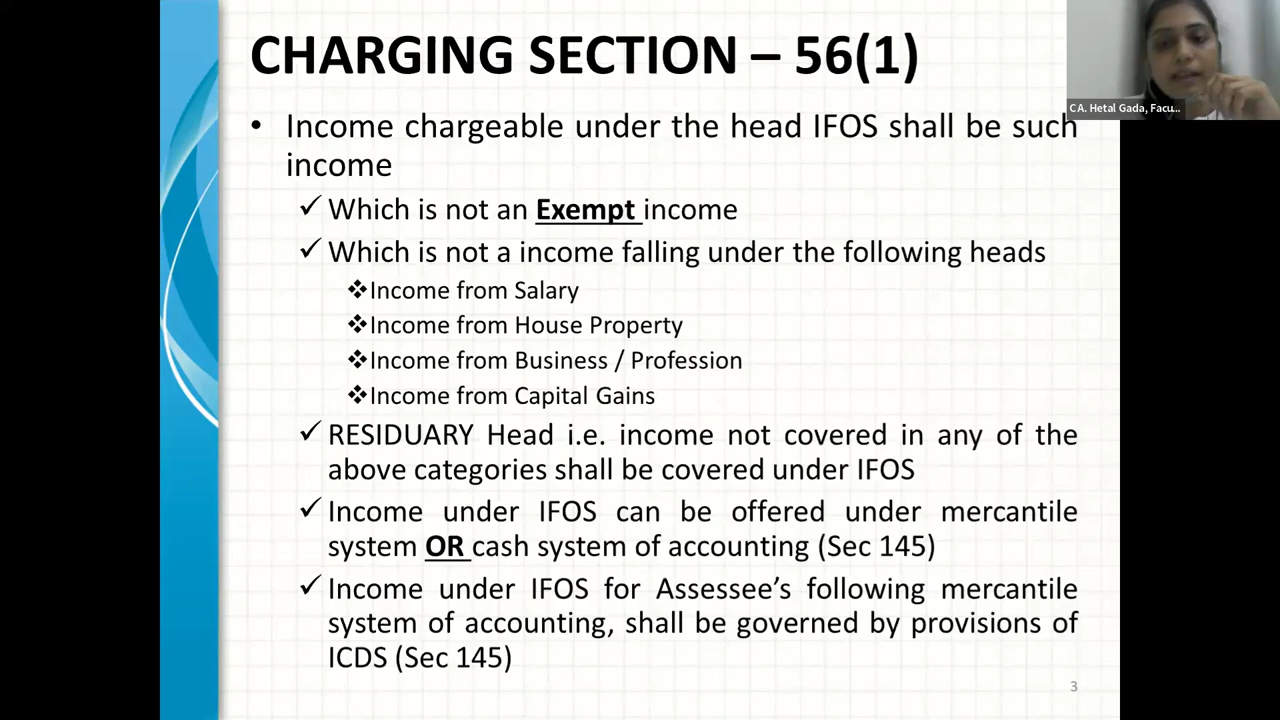 CHARGING SECTION – 56(1)
CA. Hetal Gada, Facu...
• Income chargeable under the head IFOS shall be such
income
✓ Which is not an Exempt income
✓ Which is not a income falling under the following heads
❖Income from Salary
❖Income from House Property
❖Income from Business / Profession
❖Income from Capital Gains
✓ RESIDUARY Head i.e. income not covered in any of the
above categories shall be covered under IFOS
✓ Income under IFOS can be offered under mercantile
system OR cash system of accounting (Sec 145)
✓ Income under IFOS for Assessee’s following mercantile
system of accounting, shall be governed by provisions of
ICDS (Sec 145)
3